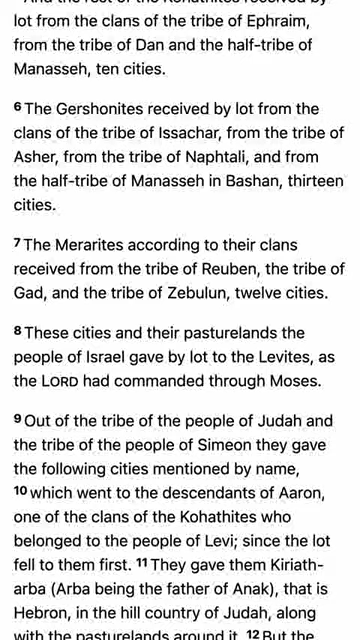 And the rest of the Kohathites received by
lot from the clans of the tribe of Ephraim,
from the tribe of Dan and the half-tribe of
Manasseh, ten cities.
6 The Gershonites received by lot from the
clans of the tribe of Issachar, from the tribe of
Asher, from the tribe of Naphtali, and from
the half-tribe of Manasseh in Bashan, thirteen
cities.
7 The Merarites according to their clans
received from the tribe of Reuben, the tribe of
Gad, and the tribe of Zebulun, twelve cities.
8 These cities and their pasturelands the
people of Israel gave by lot to the Levites, as
the LORD had commanded through Moses.
9 Out of the tribe of the people of Judah and
the tribe of the people of Simeon they gave
the following cities mentioned by name,
10 which went to the descendants of Aaron,
one of the clans of the Kohathites who
belonged to the people of Levi; since the lot
fell to them first. 11 They gave them Kiriath-
arba (Arba being the father of Anak), that is
Hebron, in the hill country of Judah, along
with the pasturelands around it. 12 But the